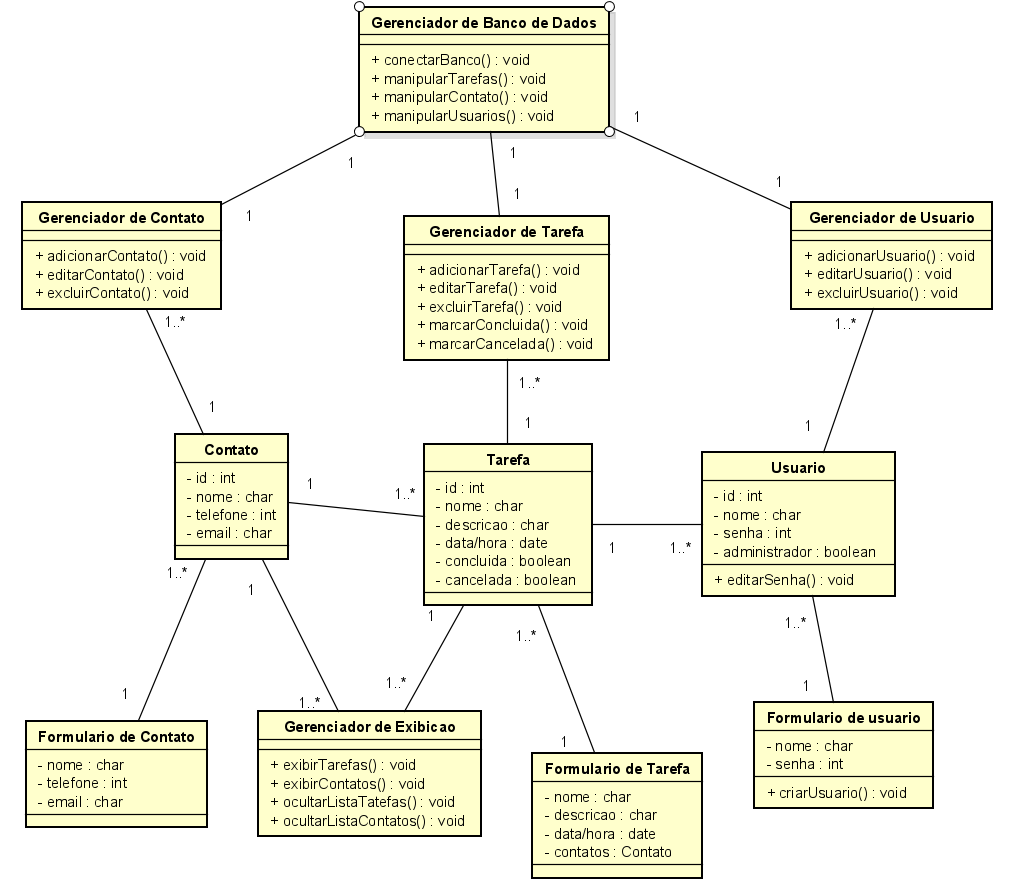 Gerenciador de Banco de Dados
+ conectarBanco() : void
+ manipularTarefas() : void
+ manipularContato() : void
+ manipularUsuarios() : void
1
1
1
1
1
1
Gerenciador de Contato
+ adicionarContato() : void
+ editarContato() : void
+ excluirContato() : void
Gerenciador de Tarefa
+ adicionarTarefa() : void
+ editarTarefa() : void
+ excluirTarefa() : void
+ marcarConcluida() : void
+ marcarCancelada() : void
Gerenciador de Usuario
+ adicionarUsuario() : void
+ editarUsuario() : void
+ excluirUsuario() : void
1..*
1..*
1..*
1
1
1
Contato
- id : int
- nome : char
- telefone : int
- email : char
1
1..*
Tarefa
- id : int
- nome : char
- descricao : char
- data/hora : date
- concluida : boolean
- cancelada : boolean
1
1..*
Usuario
- id : int
- nome : char
- senha : int
- administrador : boolean
+ editarSenha() : void
1..*
1
1
1..*
1..*
1
1..*
1..*
1
1
Formulario de Contato
- nome : char
- telefone : int
- email : char
Gerenciador de Exibicao
+ exibirTarefas() : void
+ exibirContatos() : void
+ ocultarListaTatefas() : void
+ ocultarListaContatos() : void
Formulario de Tarefa
- nome : char
- descricao : char
- data/hora : date
- contatos : Contato
Formulario de usuario
- nome : char
- senha : int
+ criarUsuario() : void